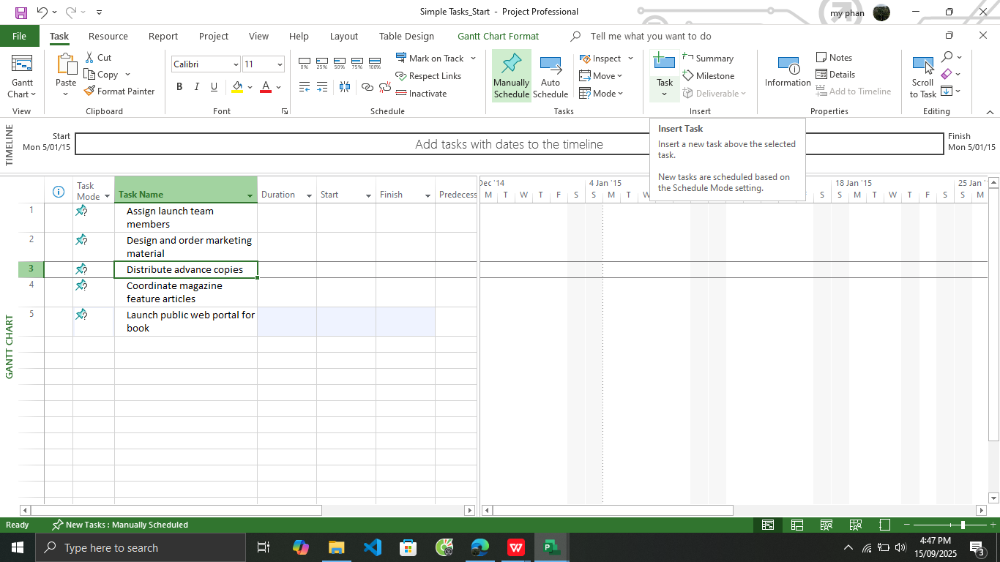 Simple Tasks_Start - Project Professional
my phan
File Task Resource Report Project View Help Layout Table Design Gantt Chart Format Tell me what you want to do
Gantt Chart
View
Paste
Cut
Copy
Format Painter
Clipboard
Calibri 11
B I U A
Font
0% 25% 50% 75% 100%
Mark on Track
Respect Links
Inactivate
Schedule
Manually Schedule
Auto Schedule
Inspect
Move
Mode
Tasks
Task
Summary
Milestone
Deliverable
Insert
Information
Notes
Details
Add to Timeline
Properties
Scroll to Task
Editing
Insert Task
Insert a new task above the selected
task.
New tasks are scheduled based on
the Schedule Mode setting.
TIMELINE
Start
Mon 5/01/15
Add tasks with dates to the timeline
Finish
Mon 5/01/15
Task Mode Task Name Duration Start Finish Predecess
Dec '14 4 Jan '15 18 Jan '15 25 Jan '
M T W T F S S M T W F S S M T W T F S S M
1 Assign launch team
members
2 Design and order marketing
material
3 Distribute advance copies
4 Coordinate magazine
feature articles
5 Launch public web portal for
book
GANTT CHART
Ready New Tasks : Manually Scheduled
Type here to search
4:47 PM
15/09/2025
3